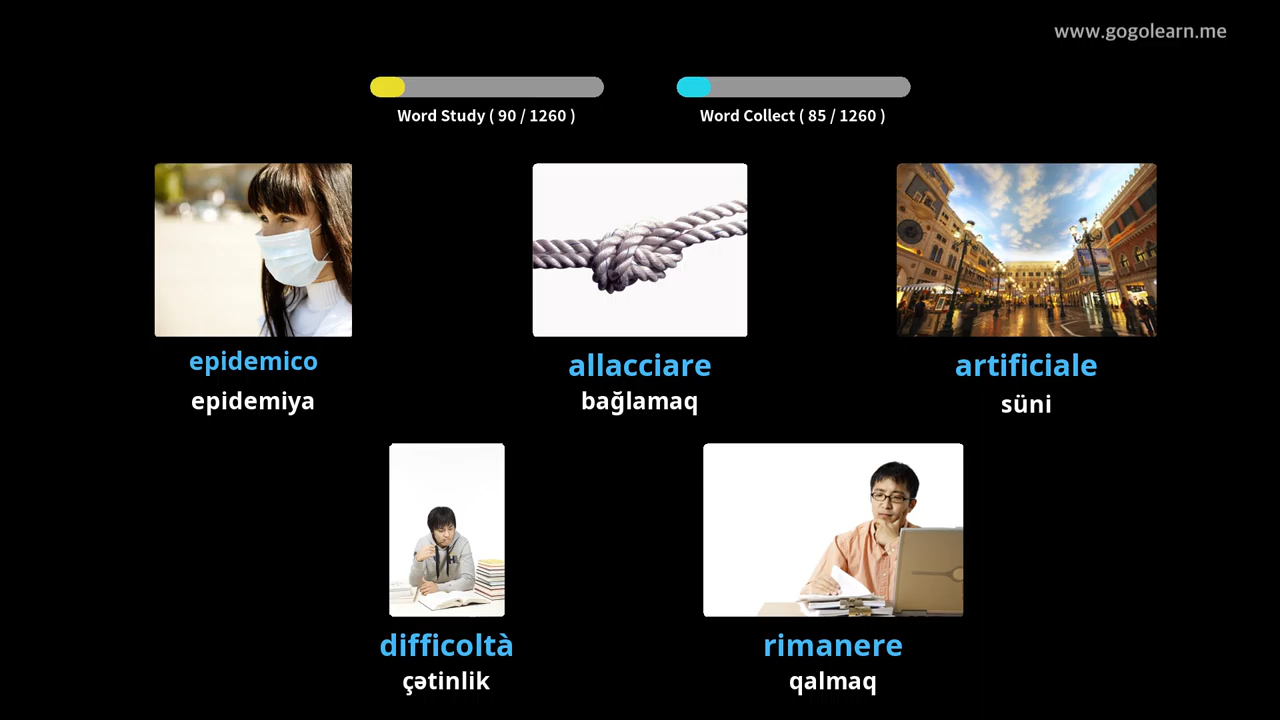 www.gogolearn.me
Word Study ( 90 / 1260 )
Word Collect ( 85 / 1260 )
epidemico
epidemiya
allacciare
bağlamaq
artificiale
süni
difficoltà
çətinlik
rimanere
qalmaq